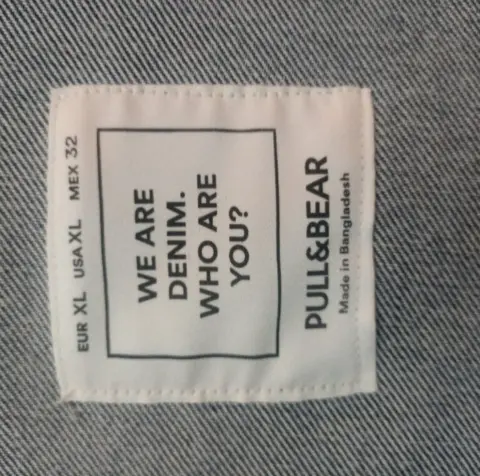 EUR XL USA XL MEX 32
WE ARE
DENIM.
WHO ARE
YOU?
PULL&BEAR
Made in Bangladesh